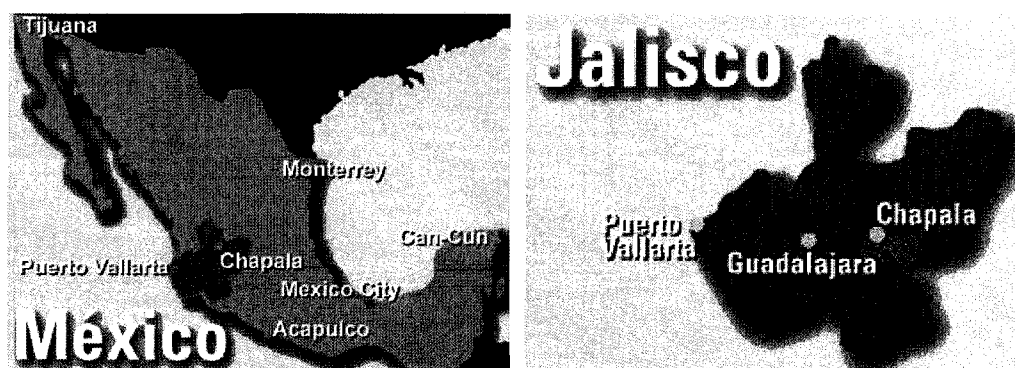 Tijuana
Monterrey
Can-Cun
Puerto Vallarta
Chapala
Mexico City
Acapulco
México
Jalisco
Puerto
Vallarta
Chapala
Guadalajara